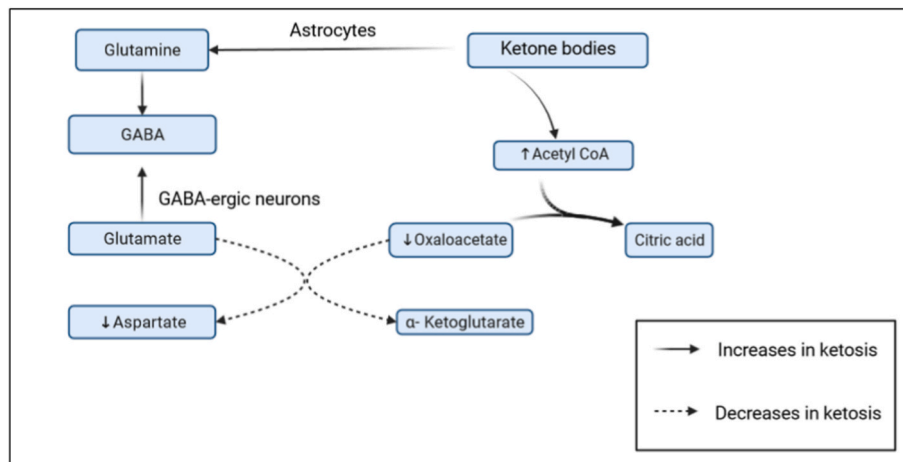 Astrocytes
Glutamine
Ketone bodies
GABA
↑Acetyl CoA
GABA-ergic neurons
Glutamate
↓Oxaloacetate
Citric acid
↓Aspartate
α- Ketoglutarate
Increases in ketosis
Decreases in ketosis